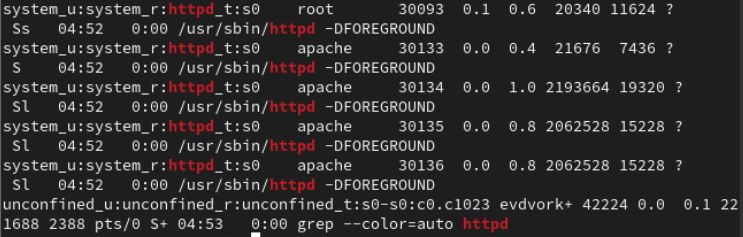 system_u:system_r:httpd_t:s0     root       30093  0.1  0.6  20340 11624 ?
 Ss   04:52   0:00 /usr/sbin/httpd -DFOREGROUND
system_u:system_r:httpd_t:s0     apache     30133  0.0  0.4  21676  7436 ?
 S    04:52   0:00 /usr/sbin/httpd -DFOREGROUND
system_u:system_r:httpd_t:s0     apache     30134  0.0  1.0 2193664 19320 ?
 Sl   04:52   0:00 /usr/sbin/httpd -DFOREGROUND
system_u:system_r:httpd_t:s0     apache     30135  0.0  0.8 2062528 15228 ?
 Sl   04:52   0:00 /usr/sbin/httpd -DFOREGROUND
system_u:system_r:httpd_t:s0     apache     30136  0.0  0.8 2062528 15228 ?
 Sl   04:52   0:00 /usr/sbin/httpd -DFOREGROUND
unconfined_u:unconfined_r:unconfined_t:s0-s0:c0.c1023 evdvork+ 42224 0.0  0.1 22
1688 2388 pts/0 S+ 04:53   0:00 grep --color=auto httpd